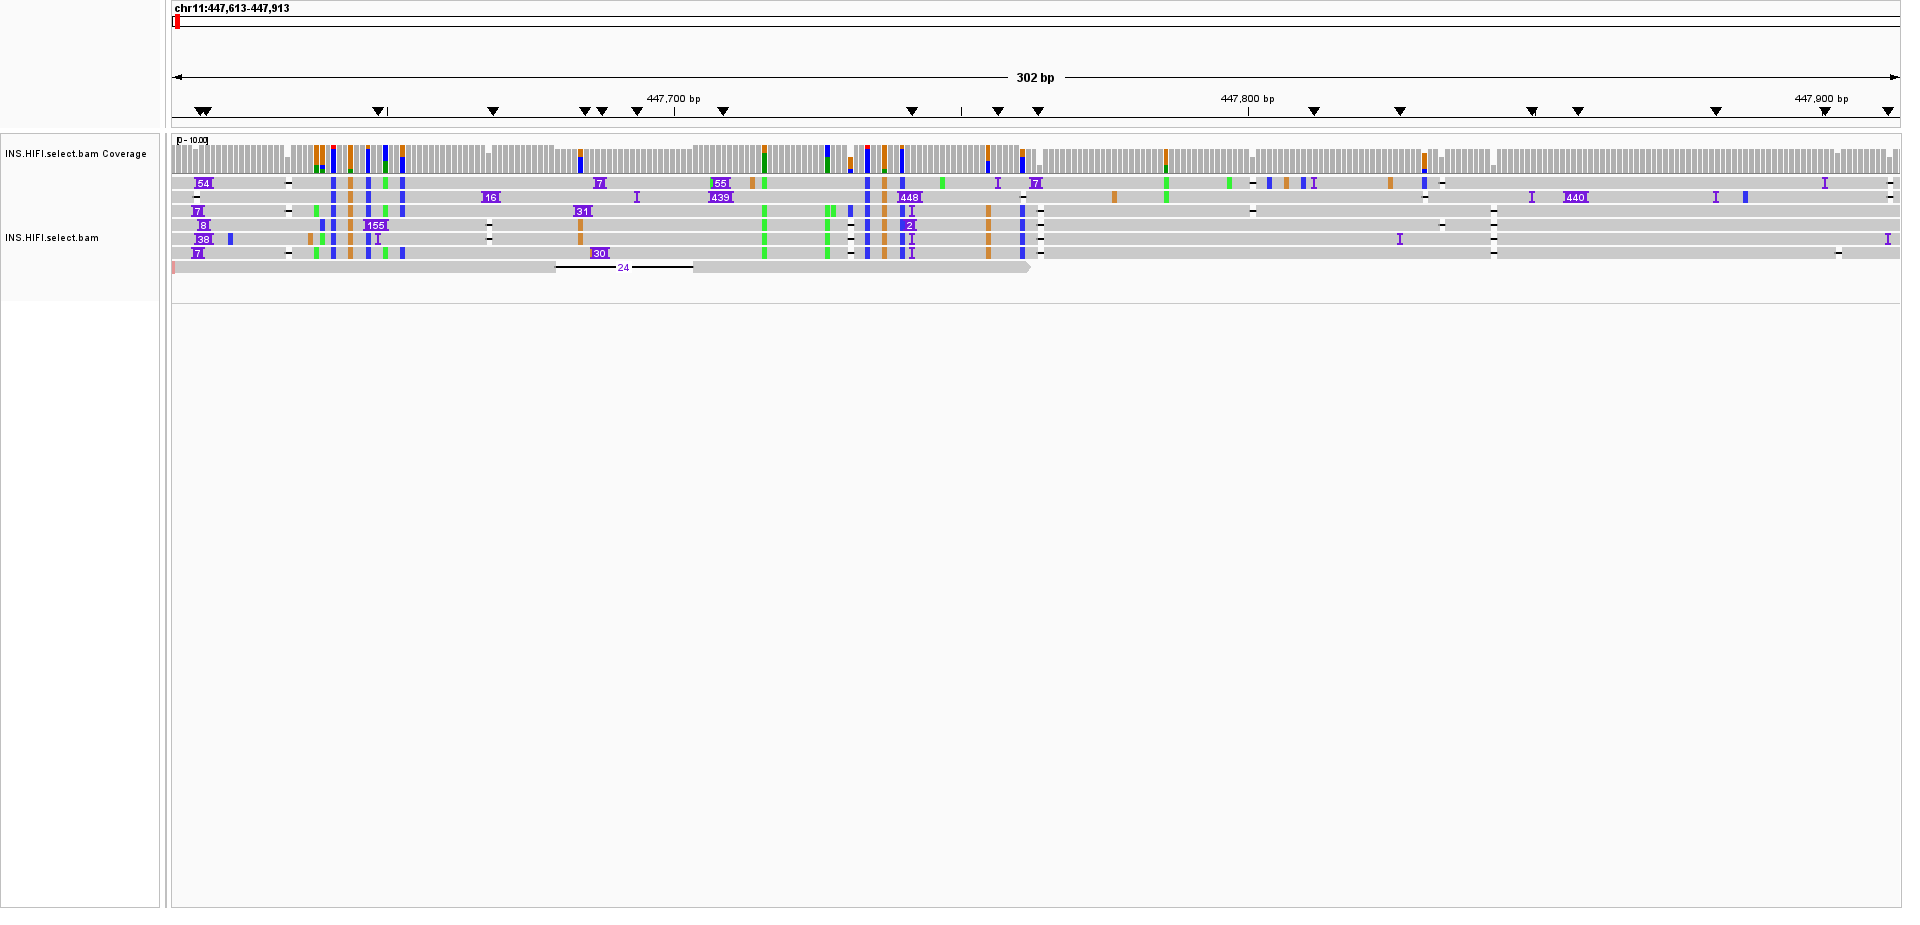 chr11:447,613-447,913
302 bp
447,700 bp 447,800 bp 447,900 bp
[0 - 10.00]
INS.HIFI.select.bam Coverage
54 7 55 7
16 439 448 440
7 31
INS.HIFI.select.bam
8 155 2
38
7 30
24